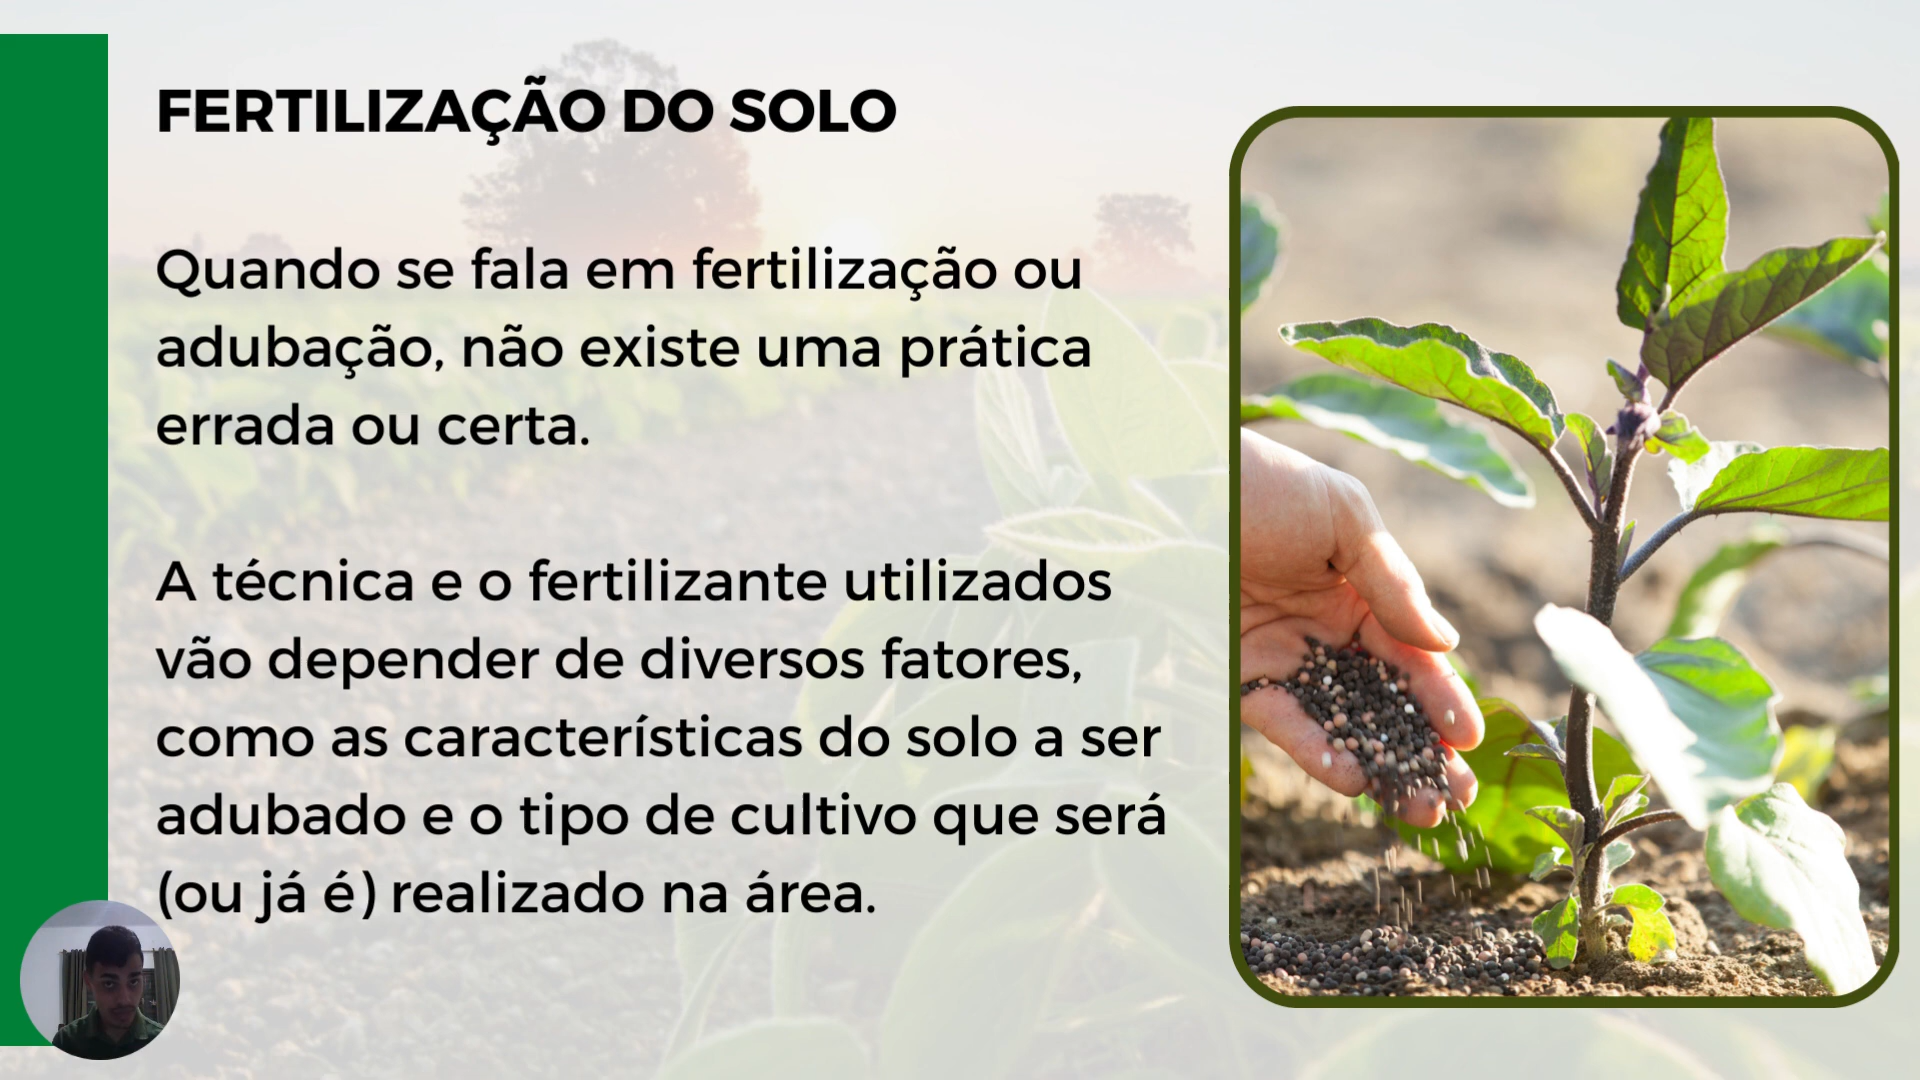 FERTILIZAÇÃO DO SOLO
Quando se fala em fertilização ou
adubação, não existe uma prática
errada ou certa.
A técnica e o fertilizante utilizados
vão depender de diversos fatores,
como as características do solo a ser
adubado e o tipo de cultivo que será
(ou já é) realizado na área.